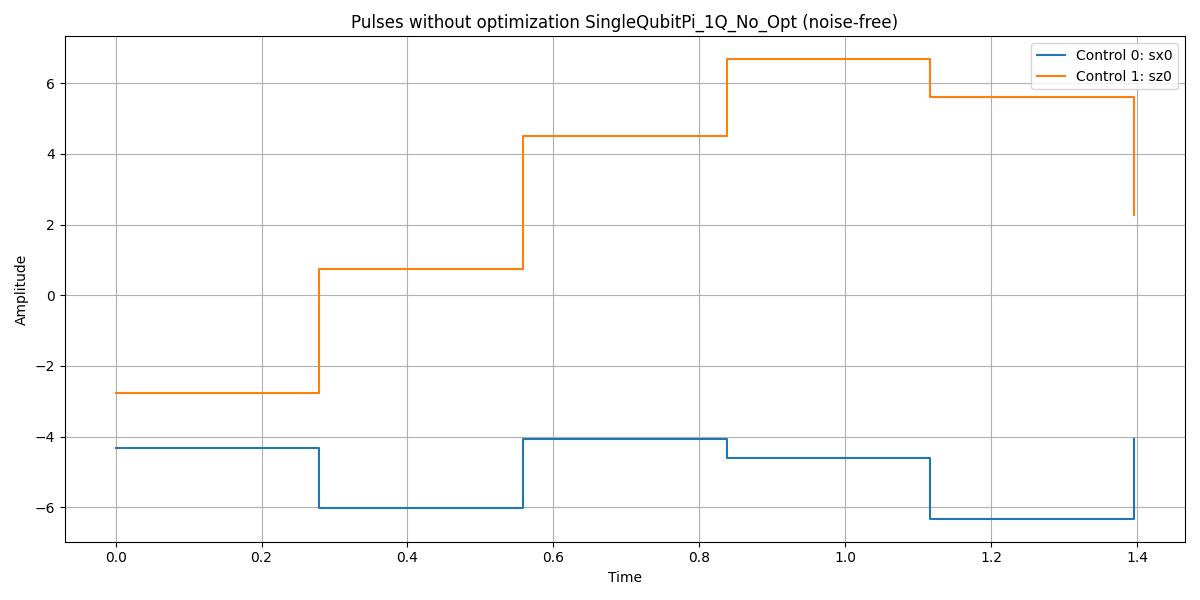 Pulses without optimization SingleQubitPi_1Q_No_Opt (noise-free)
Control 0: sx0
Control 1: sz0
Amplitude
6
4
2
0
−2
−4
−6
0.0 0.2 0.4 0.6 0.8 1.0 1.2 1.4
Time